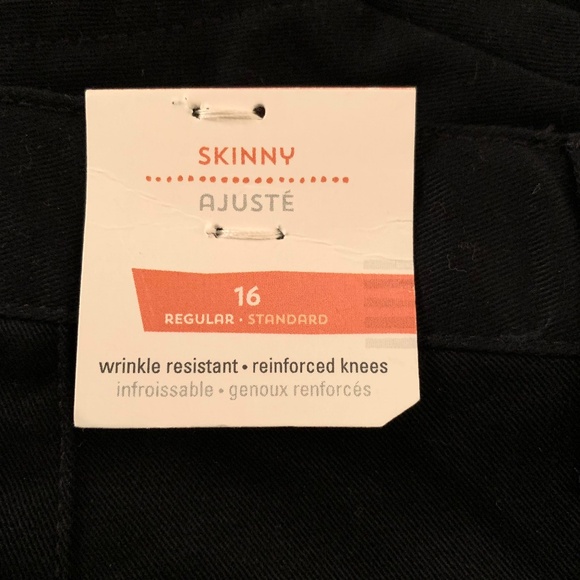 SKINNY
AJUSTÉ
16
REGULAR • STANDARD
wrinkle resistant • reinforced knees
infroissable • genoux renforcés